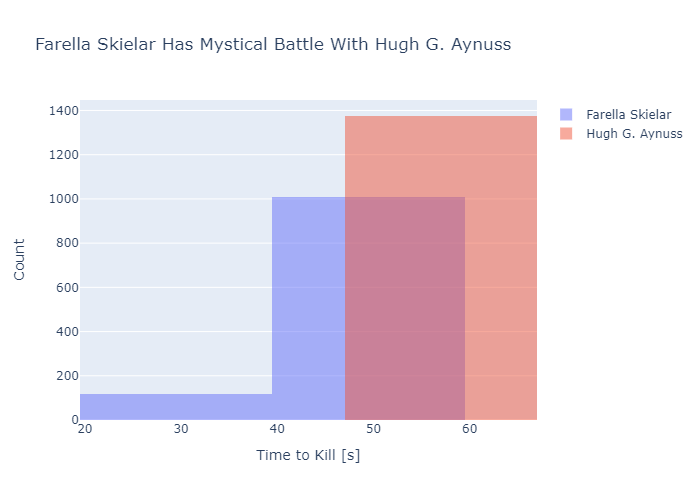 Farella Skielar Has Mystical Battle With Hugh G. Aynuss
Farella Skielar
Hugh G. Aynuss
1400
1200
1000
800
600
400
200
0
Count
20 30 40 50 60
Time to Kill [s]